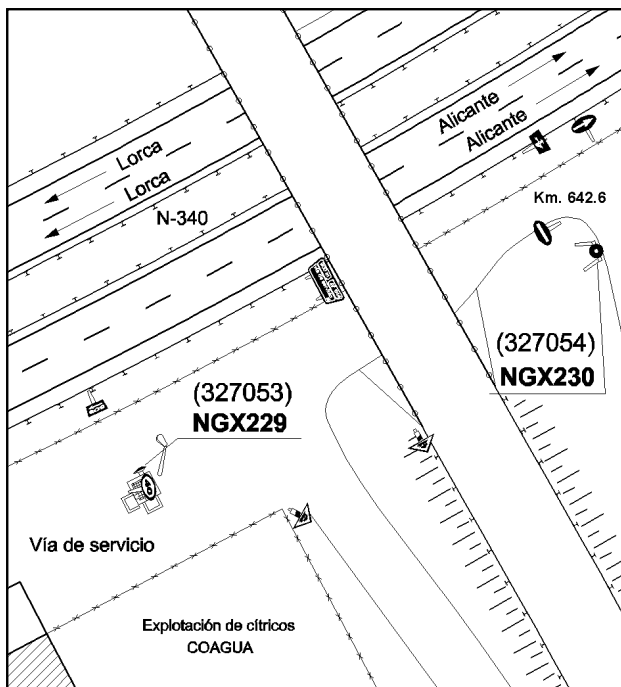 Alicante
Alicante
Lorca
Lorca
Km. 642.6
N-340
(327054)
NGX230
(327053)
NGX229
Vía de servicio
Explotación de cítricos
COAGUA